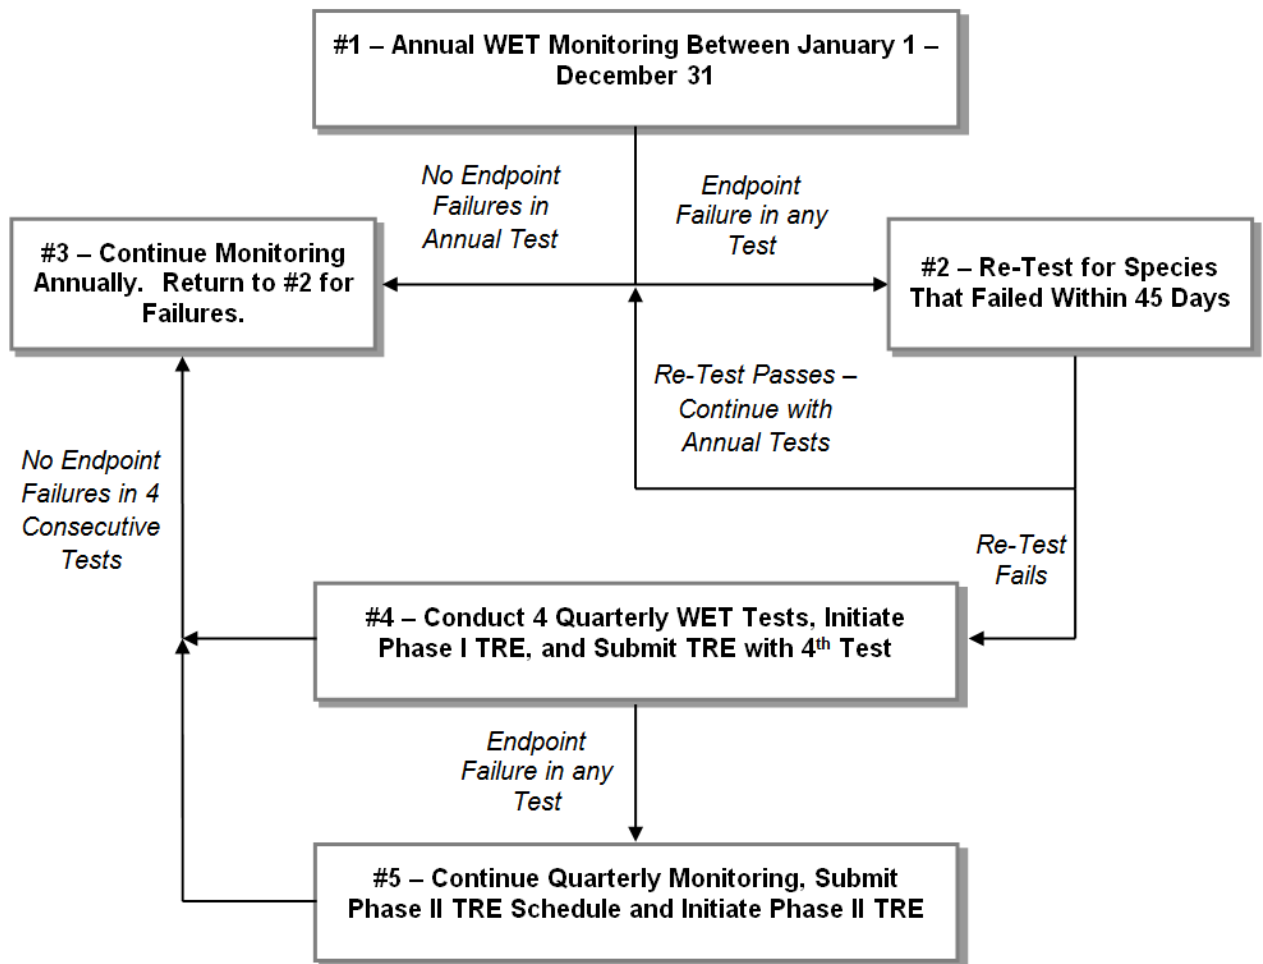 #1 – Annual WET Monitoring Between January 1 –
December 31
No Endpoint
Failures in
Annual Test
Endpoint
Failure in any
Test
#3 – Continue Monitoring
Annually.  Return to #2 for
Failures.
#2 – Re-Test for Species
That Failed Within 45 Days
Re-Test Passes –
Continue with
Annual Tests
No Endpoint
Failures in 4
Consecutive
Tests
Re-Test
Fails
#4 – Conduct 4 Quarterly WET Tests, Initiate
Phase I TRE, and Submit TRE with 4th Test
Endpoint
Failure in any
Test
#5 – Continue Quarterly Monitoring, Submit
Phase II TRE Schedule and Initiate Phase II TRE